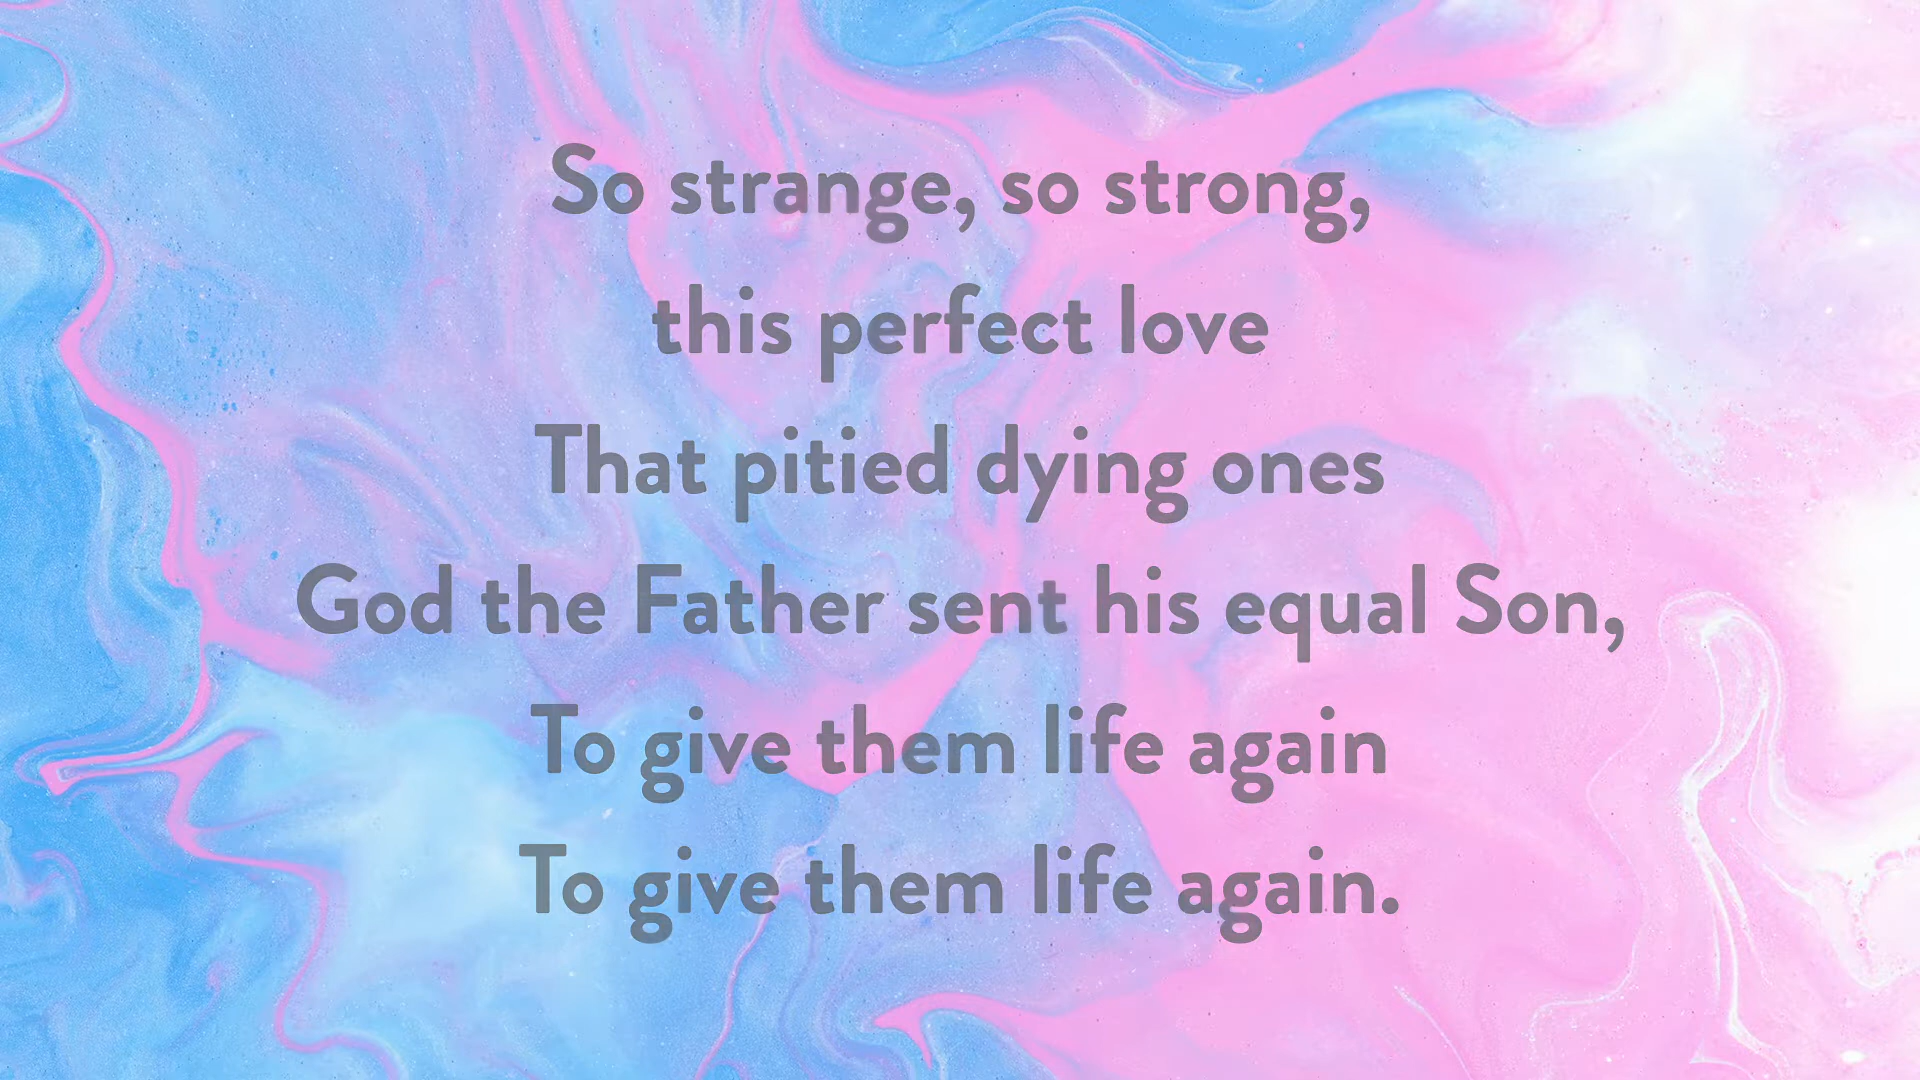 So strange, so strong,
this perfect love
That pitied dying ones
God the Father sent his equal Son,
To give them life again
To give them life again.